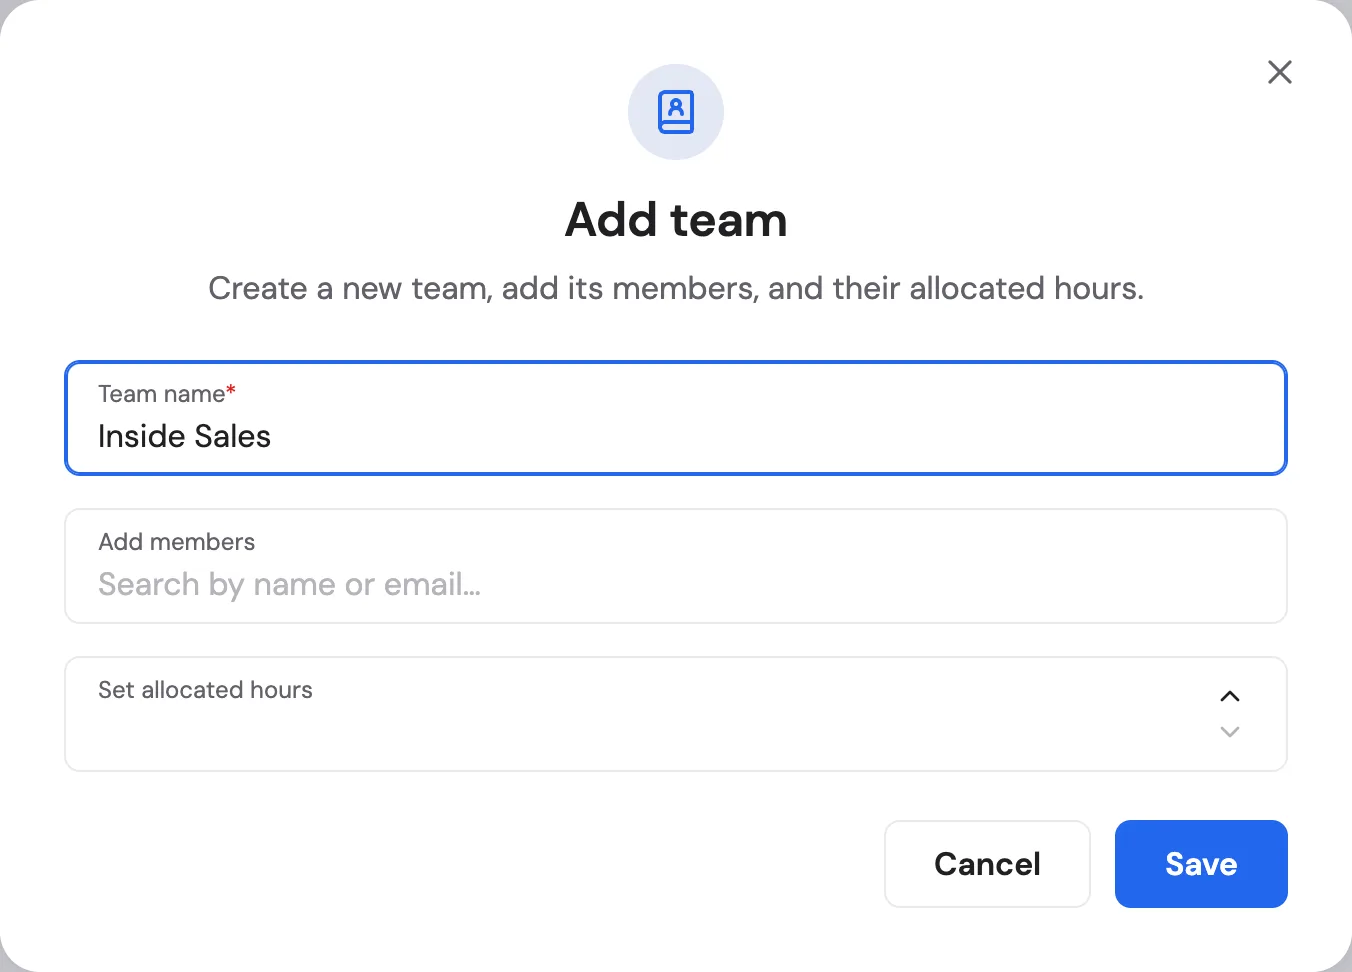 Add team
Create a new team, add its members, and their allocated hours.
Team name*
Inside Sales
Add members
Search by name or email...
Set allocated hours
Cancel
Save